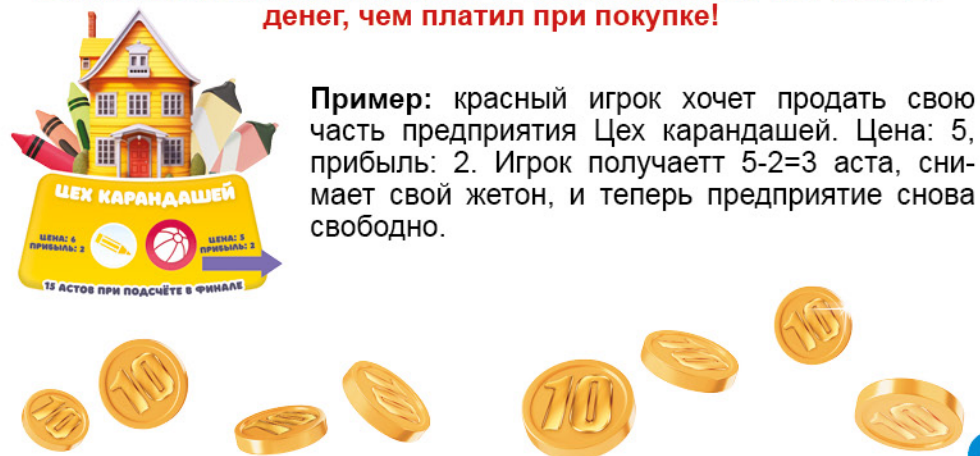 денег, чем платил при покупке!
Пример: красный игрок хочет продать свою
часть предприятия Цех карандашей. Цена: 5,
прибыль: 2. Игрок получаетт 5-2=3 аста, сни-
мает свой жетон, и теперь предприятие снова
свободно.
ЦЕХ КАРАНДАШЕЙ
ЦЕНА: 6
ПРИБЫЛЬ: 2
ЦЕНА: 5
ПРИБЫЛЬ: 2
15 АСТОВ ПРИ ПОДСЧЁТЕ В ФИНАЛЕ
10
10
10
10
10
10
10
10